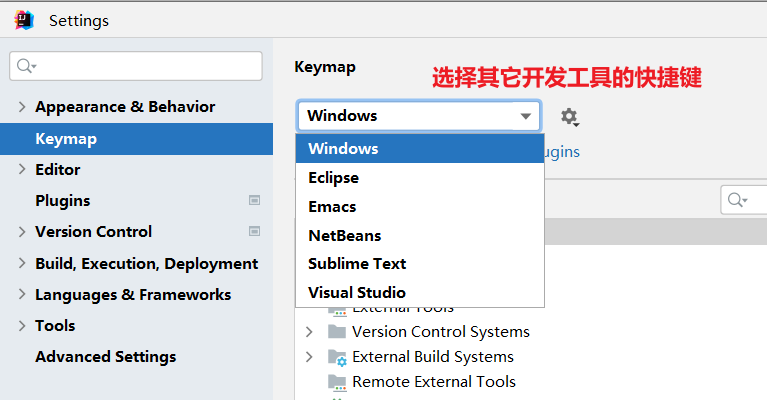 Settings
Appearance & Behavior
Keymap
Editor
Plugins
Version Control
Build, Execution, Deployment
Languages & Frameworks
Tools
Advanced Settings
Keymap
选择其它开发工具的快捷键
Windows
Windows
ugins
Eclipse
Emacs
NetBeans
Sublime Text
Visual Studio
External Tools
Version Control Systems
External Build Systems
Remote External Tools